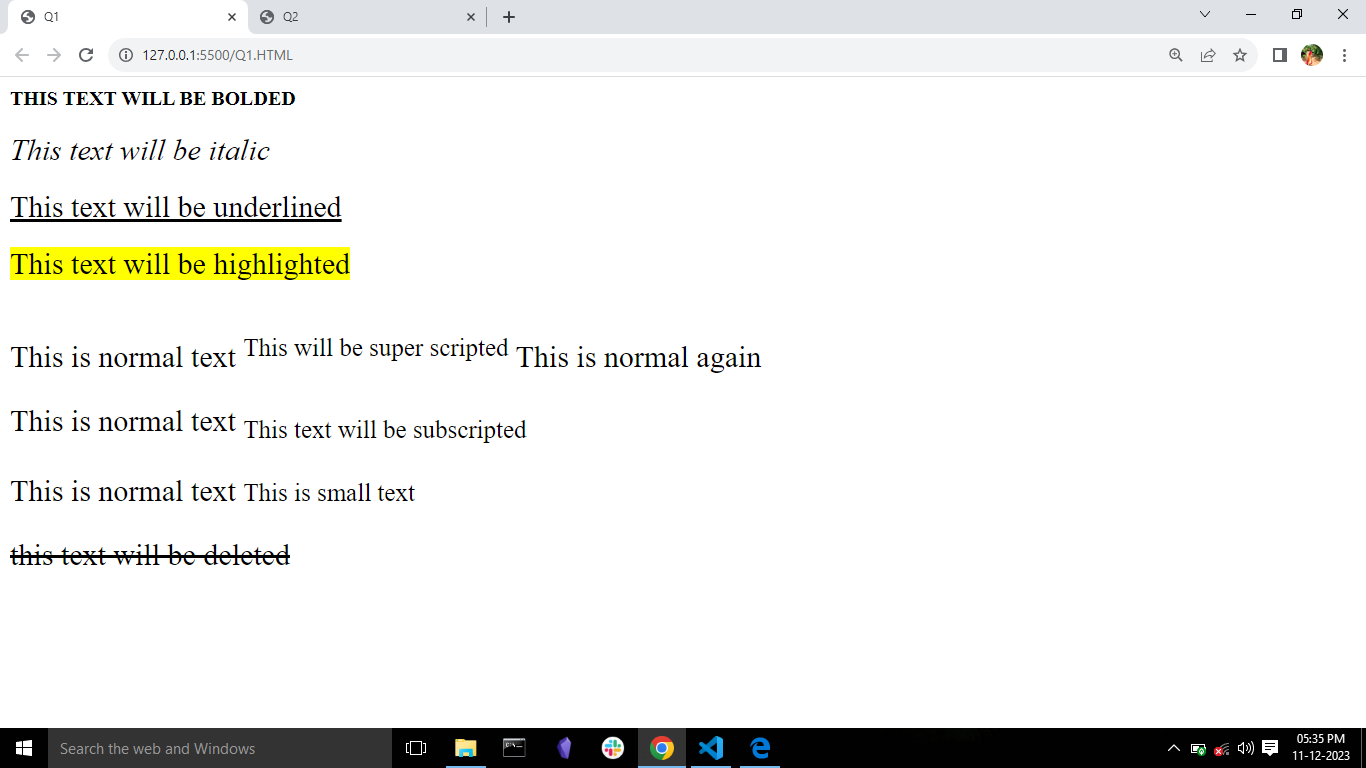 Q1
Q2
127.0.0.1:5500/Q1.HTML
THIS TEXT WILL BE BOLDED
This text will be italic
This text will be underlined
This text will be highlighted
This is normal text This will be super scripted This is normal again
This is normal text This text will be subscripted
This is normal text This is small text
this text will be deleted
Search the web and Windows
05:35 PM
11-12-2023